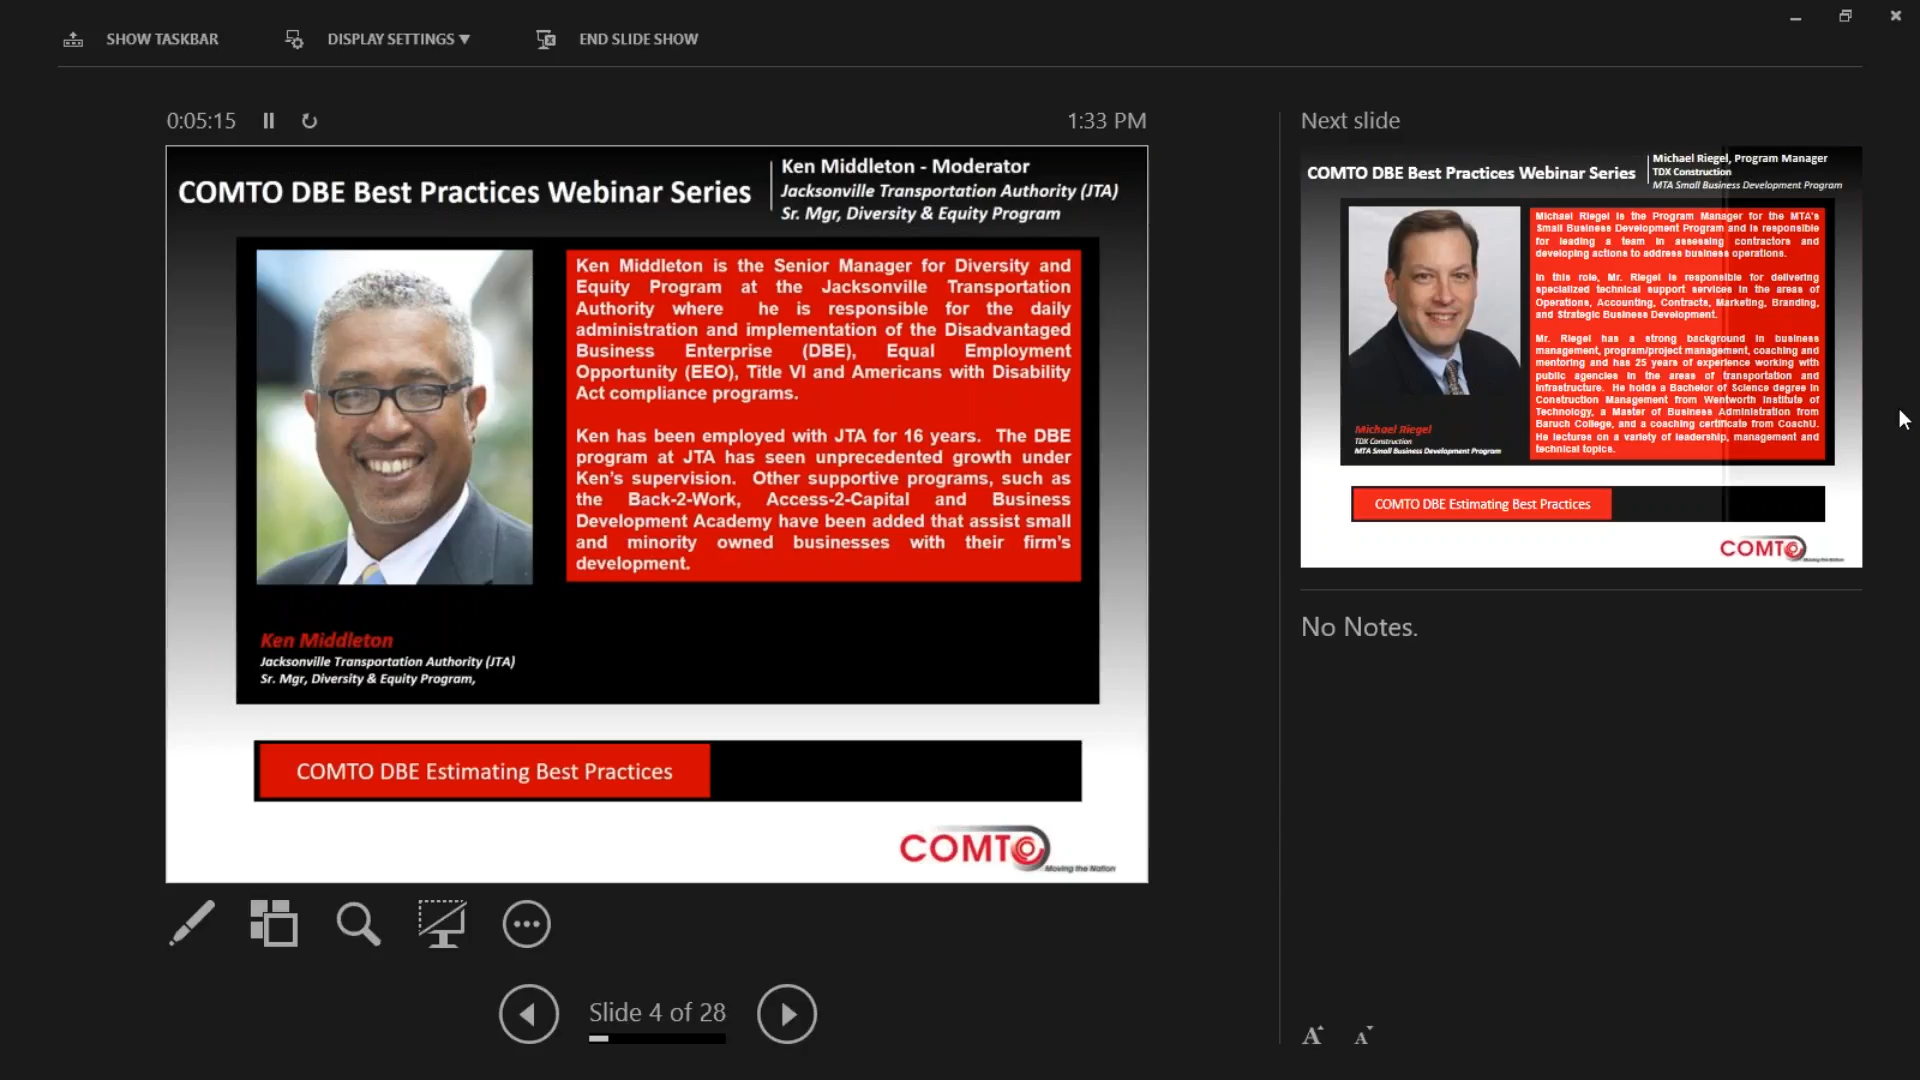 SHOW TASKBAR
DISPLAY SETTINGS ▼
END SLIDE SHOW
0:05:15
1:33 PM
COMTO DBE Best Practices Webinar Series
Ken Middleton - Moderator
Jacksonville Transportation Authority (JTA)
Sr. Mgr, Diversity & Equity Program
Ken Middleton is the Senior Manager for Diversity and
Equity Program at the Jacksonville Transportation
Authority where he is responsible for the daily
administration and implementation of the Disadvantaged
Business Enterprise (DBE), Equal Employment
Opportunity (EEO), Title VI and Americans with Disability
Act compliance programs.
Ken has been employed with JTA for 16 years. The DBE
program at JTA has seen unprecedented growth under
Ken's supervision. Other supportive programs, such as
the Back-2-Work, Access-2-Capital and Business
Development Academy have been added that assist small
and minority owned businesses with their firm's
development.
Ken Middleton
Jacksonville Transportation Authority (JTA)
Sr. Mgr, Diversity & Equity Program,
COMTO DBE Estimating Best Practices
COMTO
Moving the Nation
Slide 4 of 28
Next slide
COMTO DBE Best Practices Webinar Series
Michael Riegel, Program Manager
TDX Construction
MTA Small Business Development Program
Michael Riegel is the Program Manager for the MTA's
Small Business Development Program and is responsible
for leading a team in assessing contractors and
developing actions to address business operations.
In this role, Mr. Riegel is responsible for delivering
specialized technical support services in the areas of
Operations, Accounting, Contracts, Marketing, Branding,
and Strategic Business Development.
Mr. Riegel has a strong background in business
management, program/project management, coaching and
mentoring and has 25 years of experience working with
public agencies in the areas of transportation and
infrastructure. He holds a Bachelor of Science degree in
Construction Management from Wentworth Institute of
Technology, a Master of Business Administration from
Baruch College, and a coaching certificate from CoachU.
He lectures on a variety of leadership, management and
technical topics.
Michael Riegel
TDX Construction
MTA Small Business Development Program
COMTO DBE Estimating Best Practices
COMTO
Moving the Nation
No Notes.
A A